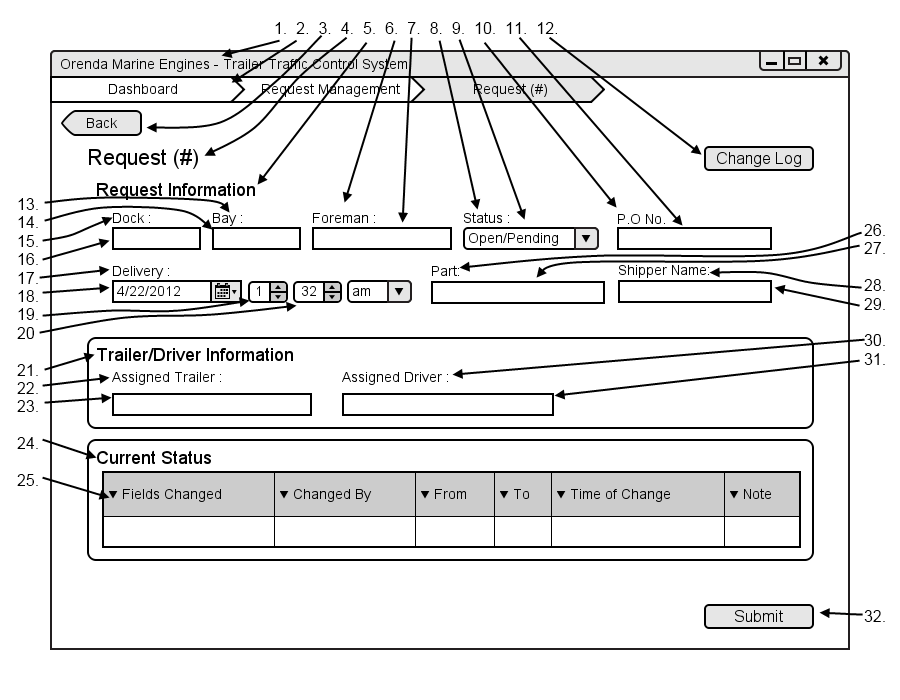 1. 2. 3. 4. 5. 6. 7. 8. 9. 10. 11. 12.
Orenda Marine Engines - Trailer Traffic Control System
Dashboard Request Management Request (#)
Back
Request (#) Change Log
Request Information
13.
14. Dock : Bay : Foreman : Status : P.O No.
15. 26.
16. Open/Pending 27.
17. Delivery : Part: Shipper Name:
18. 4/22/2012 1 32 am 28.
19. 29.
20
21. Trailer/Driver Information 30.
22. Assigned Trailer : Assigned Driver : 31.
23.
24. Current Status
25. Fields Changed Changed By From To Time of Change Note
Submit 32.